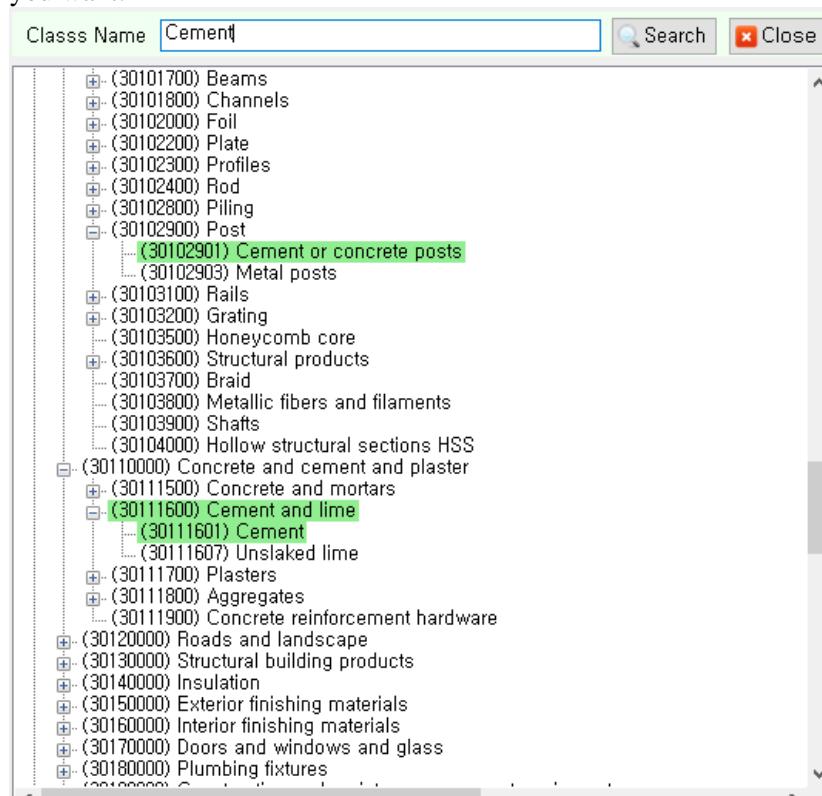 Classs Name Cement Search Close
(30101700) Beams
(30101800) Channels
(30102000) Foil
(30102200) Plate
(30102300) Profiles
(30102400) Rod
(30102800) Piling
(30102900) Post
(30102901) Cement or concrete posts
(30102903) Metal posts
(30103100) Rails
(30103200) Grating
(30103500) Honeycomb core
(30103600) Structural products
(30103700) Braid
(30103800) Metallic fibers and filaments
(30103900) Shafts
(30104000) Hollow structural sections HSS
(30110000) Concrete and cement and plaster
(30111500) Concrete and mortars
(30111600) Cement and lime
(30111601) Cement
(30111607) Unslaked lime
(30111700) Plasters
(30111800) Aggregates
(30111900) Concrete reinforcement hardware
(30120000) Roads and landscape
(30130000) Structural building products
(30140000) Insulation
(30150000) Exterior finishing materials
(30160000) Interior finishing materials
(30170000) Doors and windows and glass
(30180000) Plumbing fixtures